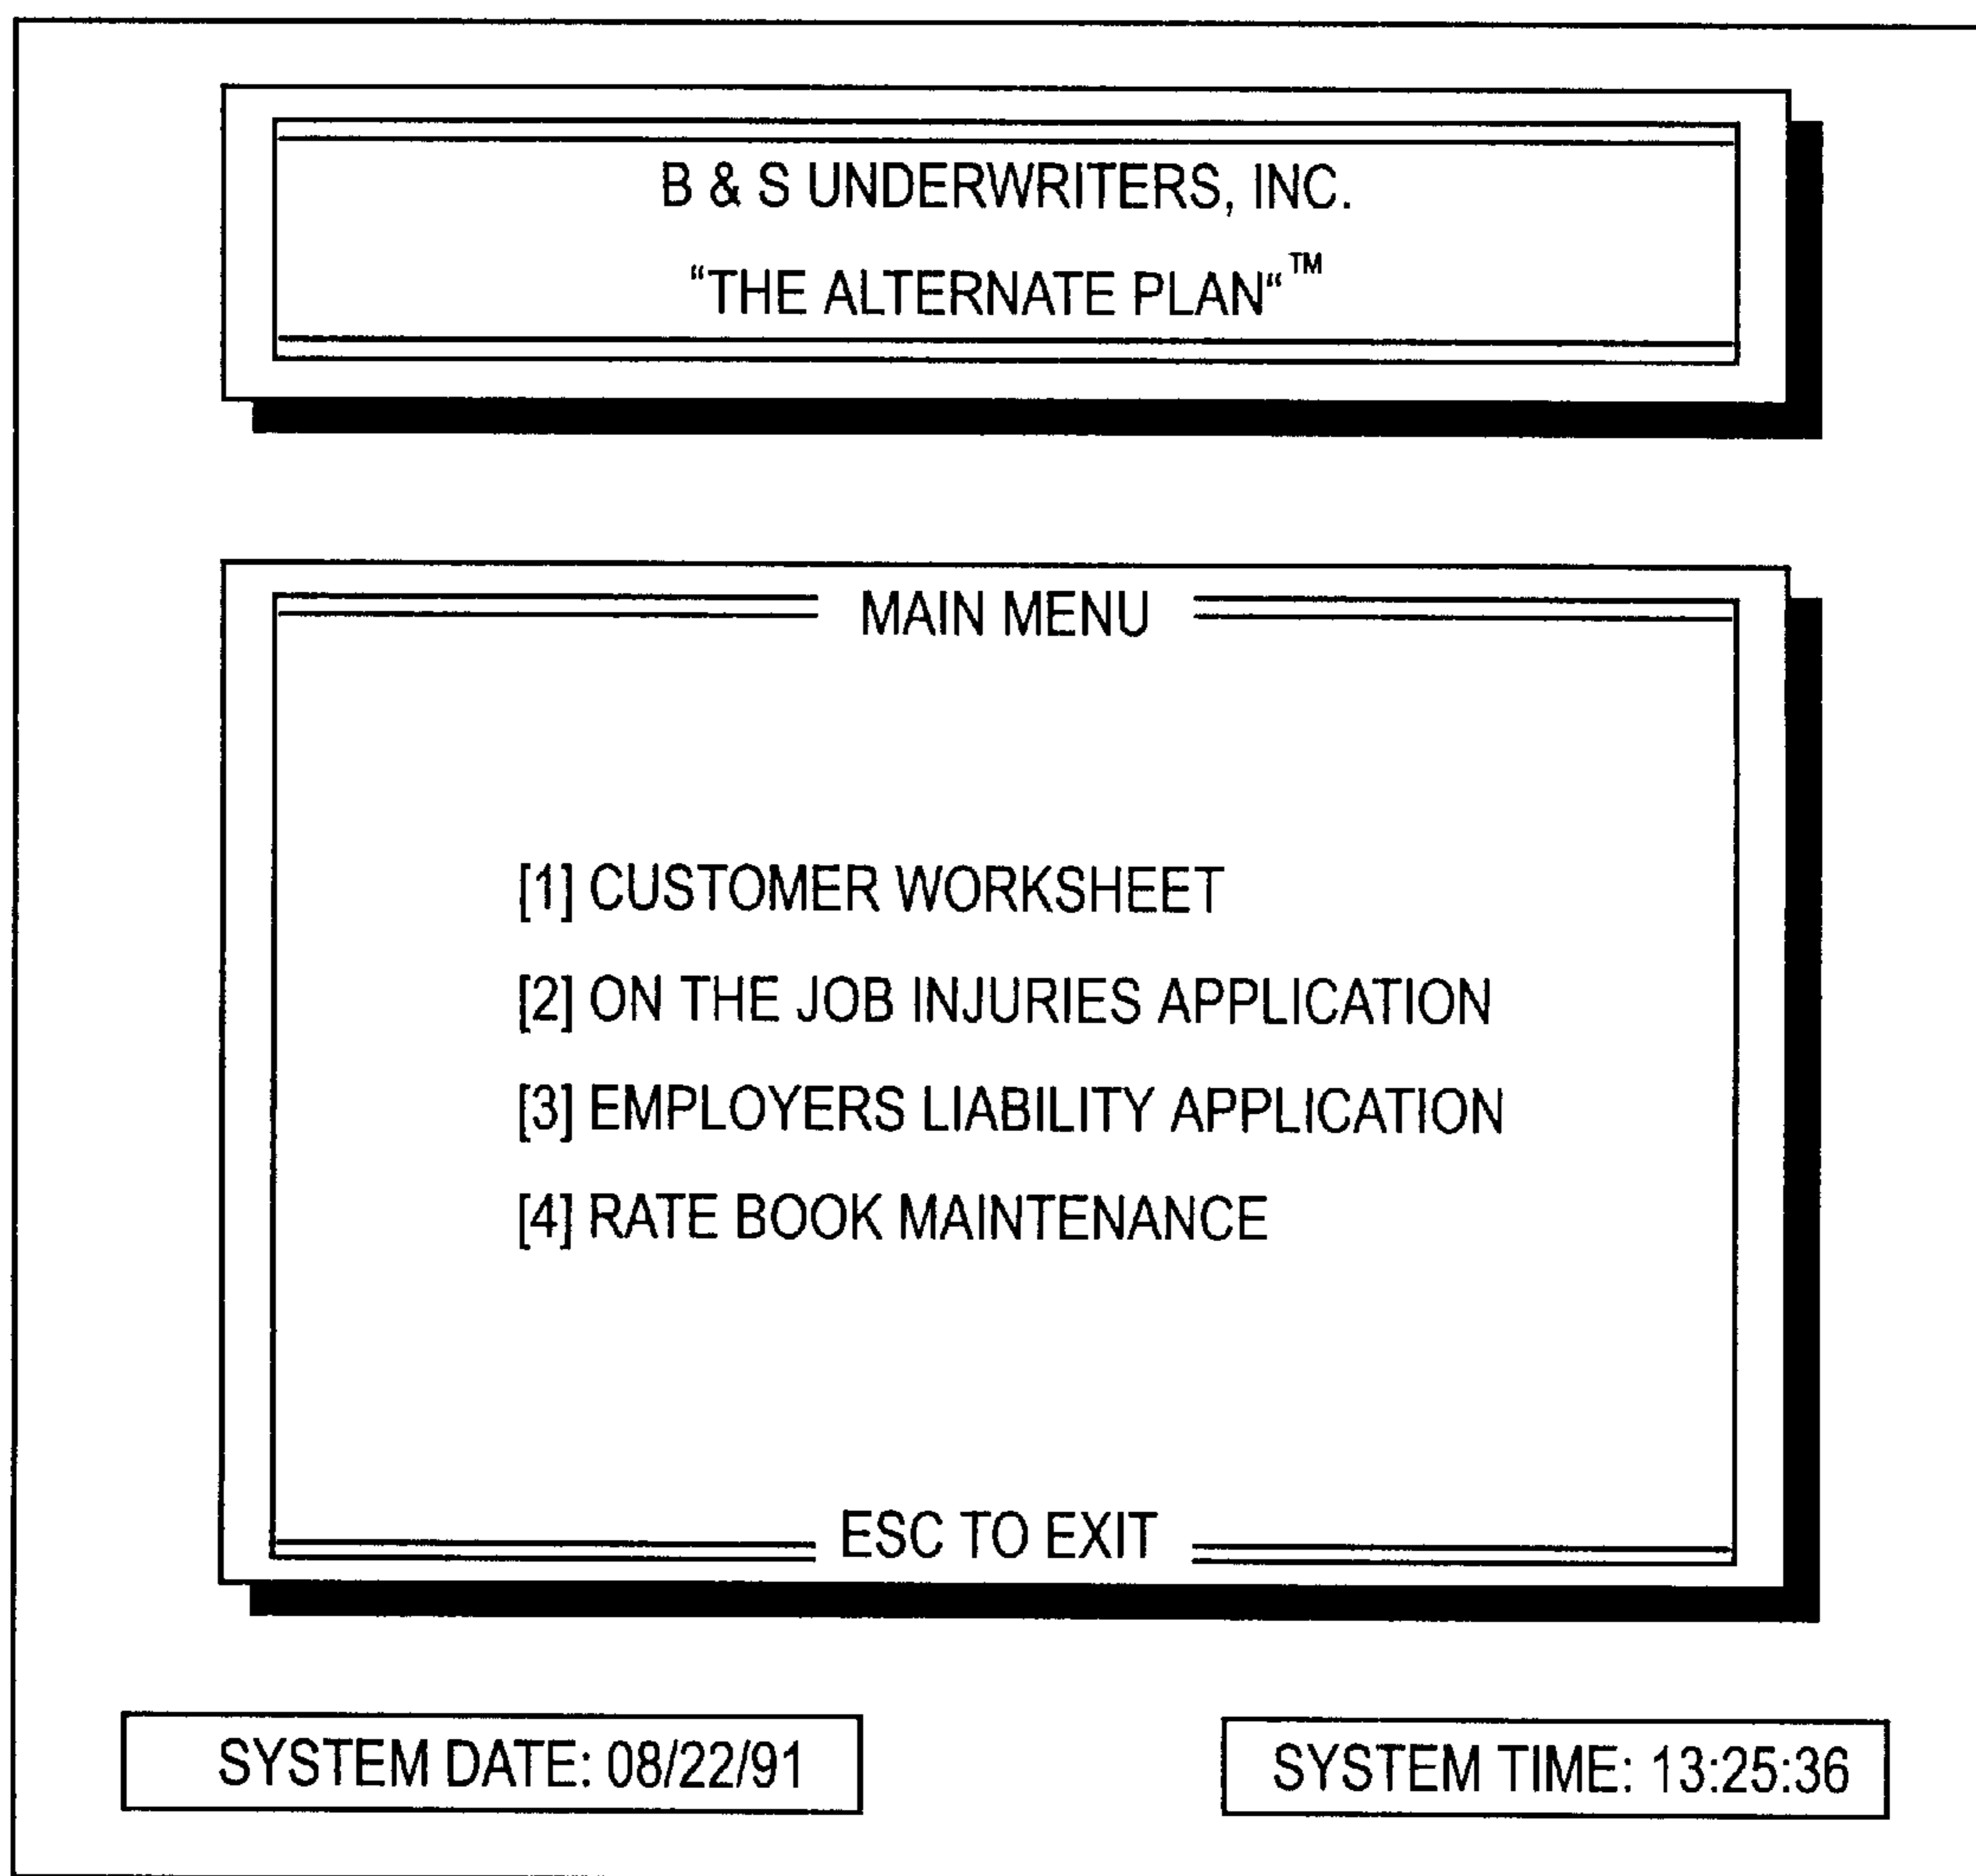 B & S UNDERWRITERS, INC.
“THE ALTERNATE PLAN“™
MAIN MENU
[1] CUSTOMER WORKSHEET
[2] ON THE JOB INJURIES APPLICATION
[3] EMPLOYERS LIABILITY APPLICATION
[4] RATE BOOK MAINTENANCE
ESC TO EXIT
SYSTEM DATE: 08/22/91
SYSTEM TIME: 13:25:36